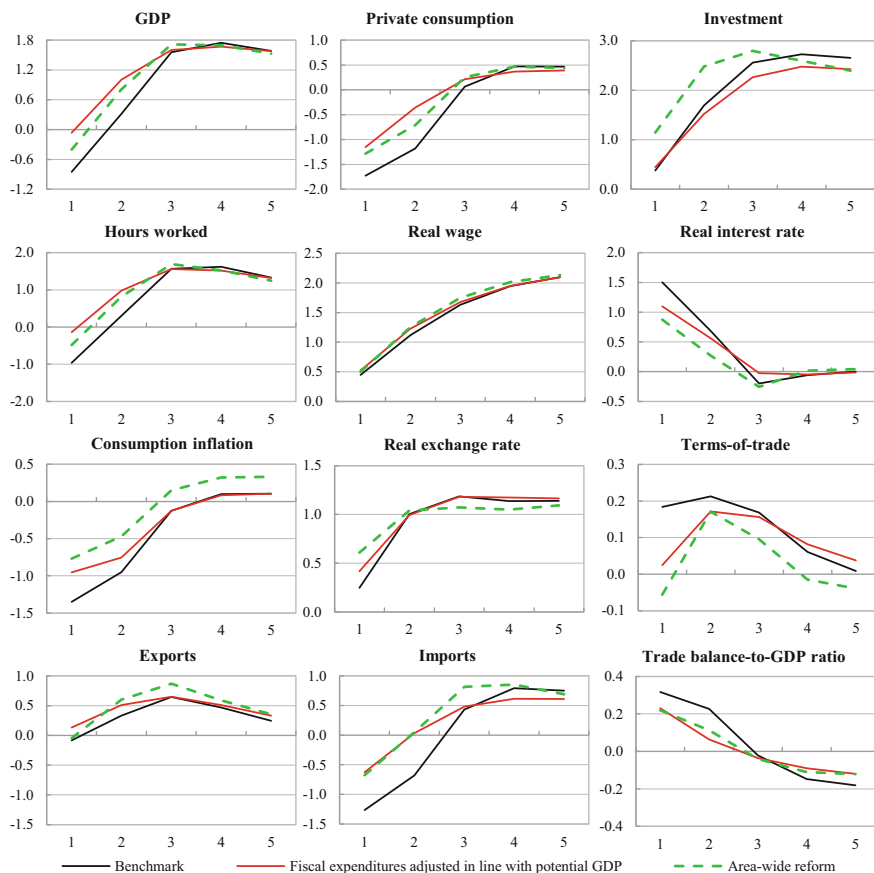 GDP
Private consumption
Investment
1.8
1.2
0.6
0.0
-0.6
-1.2
1 2 3 4 5
1.0
0.5
0.0
-0.5
-1.0
-1.5
-2.0
1 2 3 4 5
3.0
2.0
1.0
0.0
1 2 3 4 5
Hours worked
Real wage
Real interest rate
2.0
1.0
0.0
-1.0
-2.0
1 2 3 4 5
2.5
2.0
1.5
1.0
0.5
0.0
1 2 3 4 5
2.0
1.5
1.0
0.5
0.0
-0.5
1 2 3 4 5
Consumption inflation
Real exchange rate
Terms-of-trade
0.5
0.0
-0.5
-1.0
-1.5
1 2 3 4 5
1.5
1.0
0.5
0.0
1 2 3 4 5
0.3
0.2
0.1
0.0
-0.1
1 2 3 4 5
Exports
Imports
Trade balance-to-GDP ratio
1.0
0.5
0.0
-0.5
-1.0
-1.5
1 2 3 4 5
1.0
0.5
0.0
-0.5
-1.0
-1.5
1 2 3 4 5
0.4
0.2
0.0
-0.2
-0.4
1 2 3 4 5
Benchmark
Fiscal expenditures adjusted in line with potential GDP
Area-wide reform